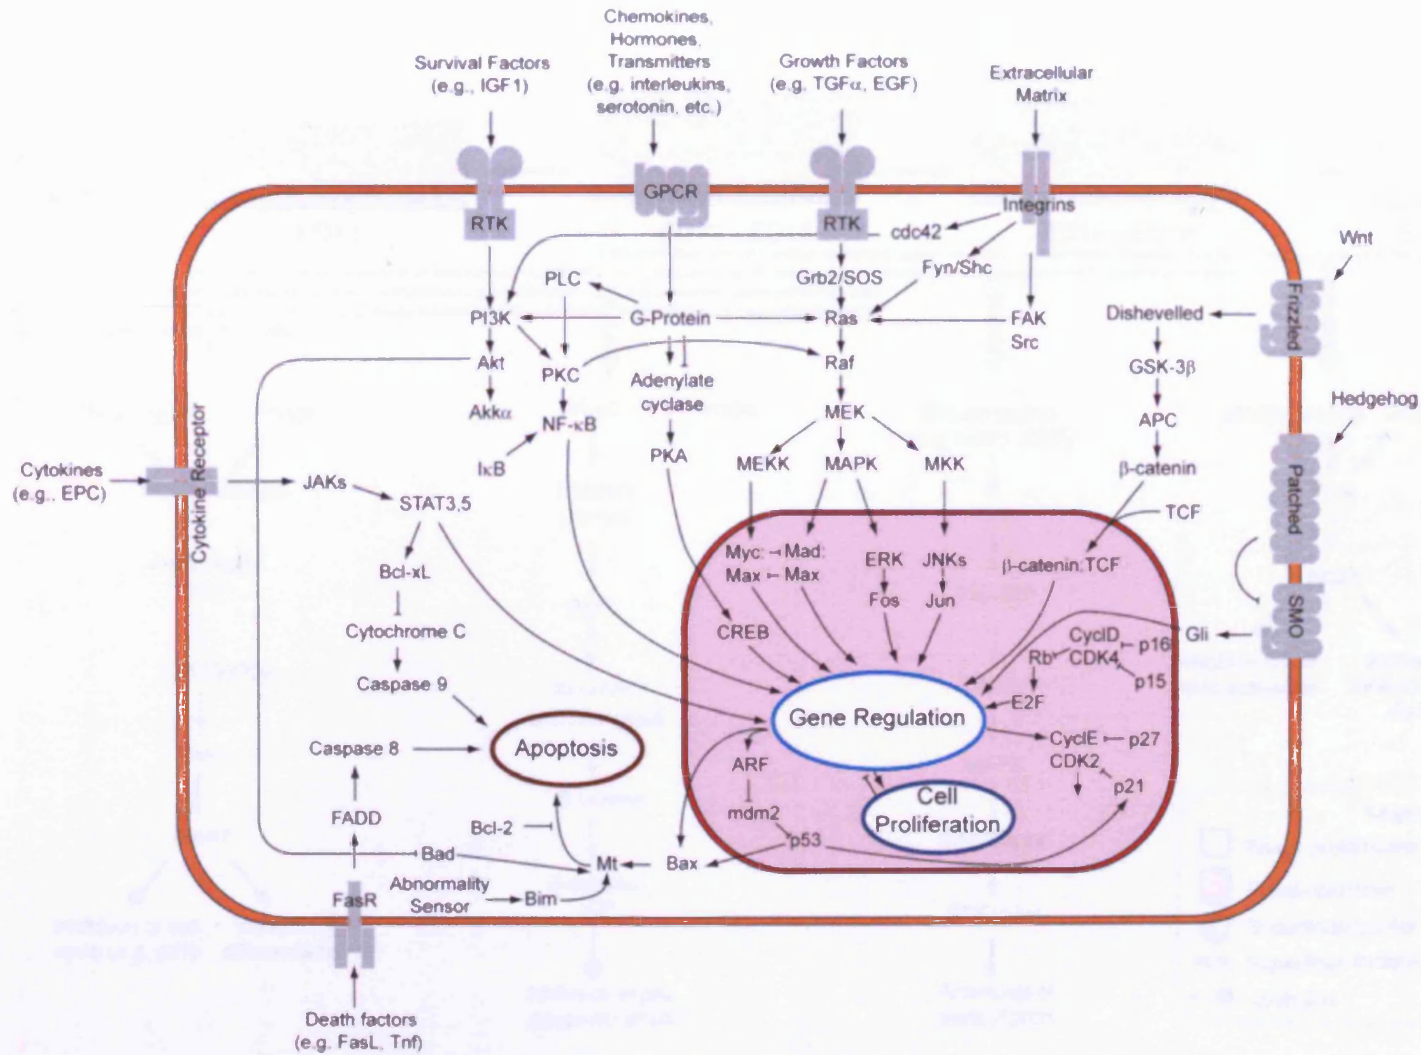 Survival Factors
(e.g., IGF1)
Chemokines,
Hormones,
Transmitters
(e.g. interleukins,
serotonin, etc.)
Growth Factors
(e.g., TGFα, EGF)
Extracellular
Matrix
RTK
GPCR
RTK
Integrins
cdc42
Fyn/Shc
Grb2/SOS
PLC
PI3K
G-Protein
Ras
FAK
Src
Dishevelled
Frizzled
Wnt
Akt
PKC
Adenylate
cyclase
Raf
GSK-3β
Hedgehog
Akkα
NF-κB
MEK
APC
IκB
PKA
MEKK
MAPK
MKK
β-catenin
Patched
Cytokines
(e.g., EPC)
Cytokine Receptor
JAKs
STAT3,5
TCF
Myc:
Max
Mad:
Max
ERK
JNKs
β-catenin:TCF
Bcl-xL
Fos
Jun
SMO
Cytochrome C
CREB
CyclD
CDK4
Rb
p16
p15
Gli
Caspase 9
E2F
Gene Regulation
Caspase 8
Apoptosis
CyclE
CDK2
p27
p21
ARF
FADD
Cell
Proliferation
mdm2
Bcl-2
p53
Bad
Mt
Bax
Abnormality
Sensor
Bim
FasR
Death factors
(e.g. FasL, Tnf)